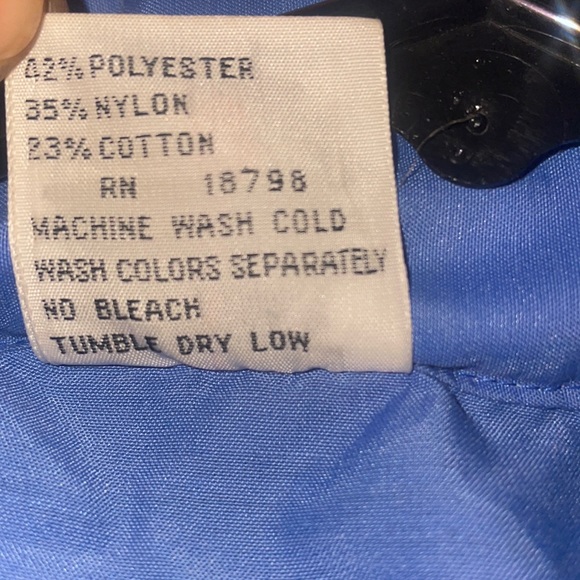 42% POLYESTER
35% NYLON
23% COTTON
RN 18798
MACHINE WASH COLD
WASH COLORS SEPARATELY
NO BLEACH
TUMBLE DRY LOW